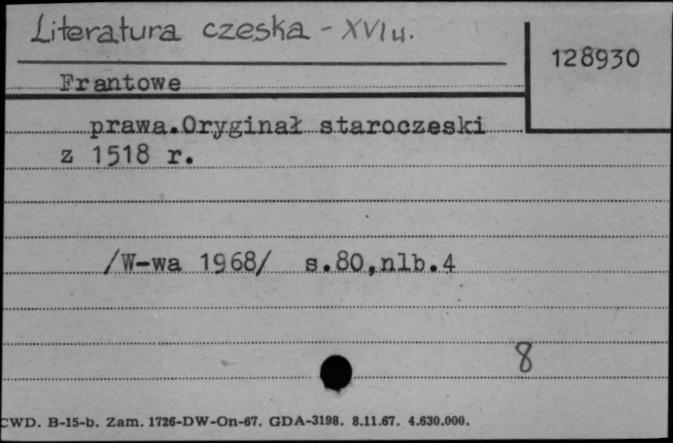 Literatura czeska - XVI w.
128930
Frantowe
prawa.Oryginał staroczeski
z 1518 r.
/W-wa 1968/ s.80,nlb.4
8
CWD. B-15-b. Zam. 1726-DW-On-67. GDA-3198. 8.11.67. 4.630.000.